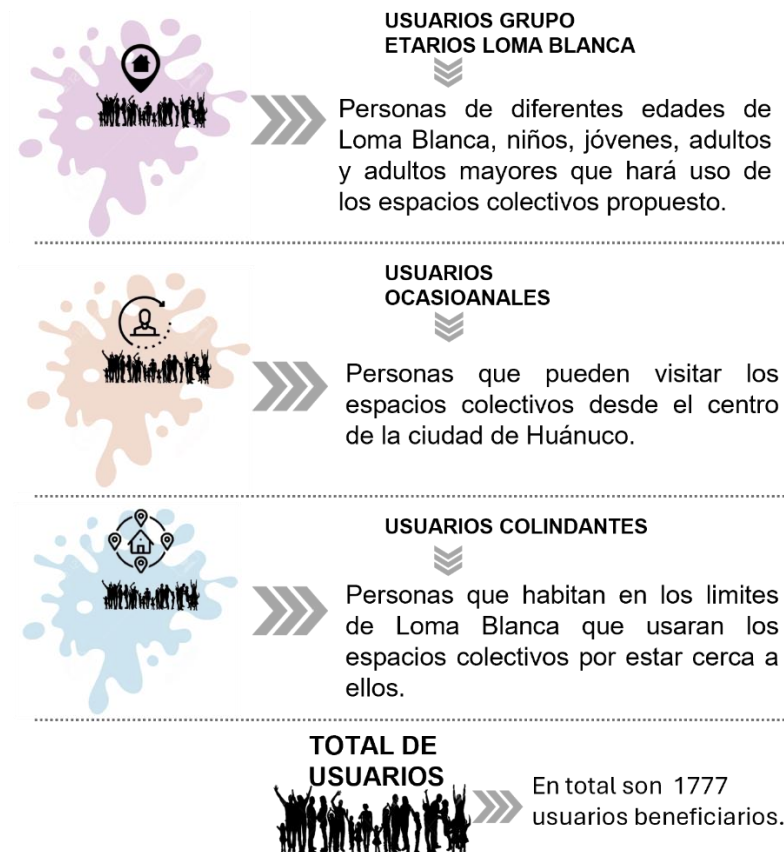 USUARIOS GRUPO
ETARIOS LOMA BLANCA
Personas de diferentes edades de
Loma Blanca, niños, jóvenes, adultos
y adultos mayores que hará uso de
los espacios colectivos propuesto.
USUARIOS
OCASIOANALES
Personas que pueden visitar los
espacios colectivos desde el centro
de la ciudad de Huánuco.
USUARIOS COLINDANTES
Personas que habitan en los limites
de Loma Blanca que usaran los
espacios colectivos por estar cerca a
ellos.
TOTAL DE
USUARIOS
En total son 1777
usuarios beneficiarios.